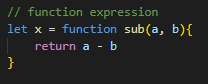 // function expression
let x = function sub(a, b){
    return a - b
}